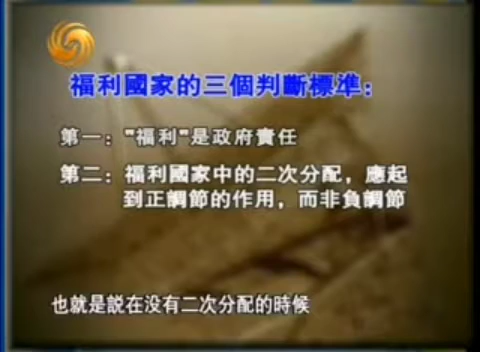 福利國家的三個判斷標準：
第一："福利"是政府責任
第二：福利國家中的二次分配，應起
到正調節的作用，而非負調節
也就是説在没有二次分配的時候